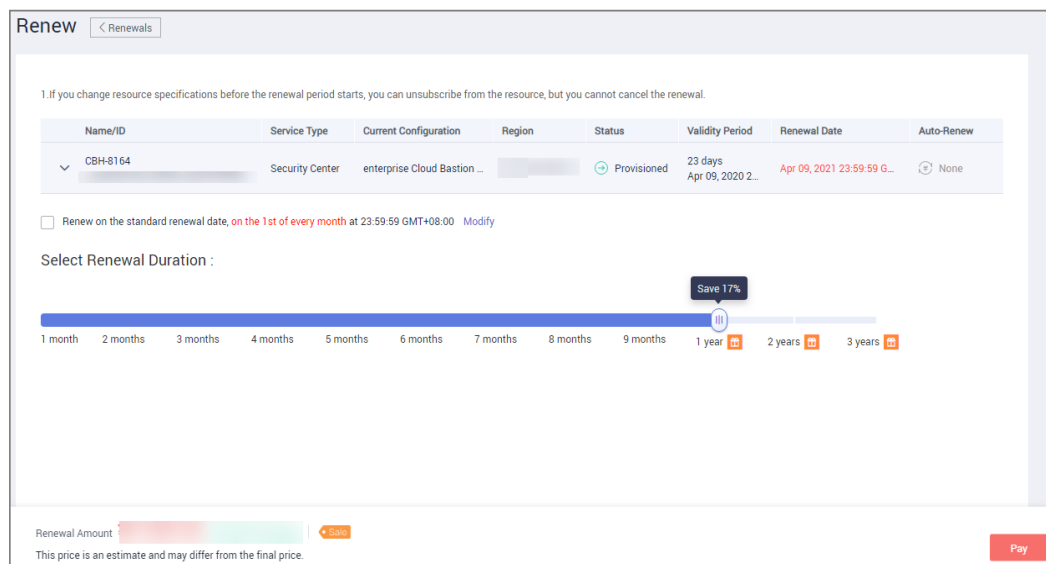 Renew < Renewals
1.If you change resource specifications before the renewal period starts, you can unsubscribe from the resource, but you cannot cancel the renewal.
Name/ID Service Type Current Configuration Region Status Validity Period Renewal Date Auto-Renew
CBH-8164 Security Center enterprise Cloud Bastion ... Provisioned 23 days Apr 09, 2021 23:59:59 G... None
Apr 09, 2020 2...
Renew on the standard renewal date, on the 1st of every month at 23:59:59 GMT+08:00 Modify
Select Renewal Duration :
Save 17%
1 month 2 months 3 months 4 months 5 months 6 months 7 months 8 months 9 months 1 year 2 years 3 years
Renewal Amount Sale
This price is an estimate and may differ from the final price.
Pay